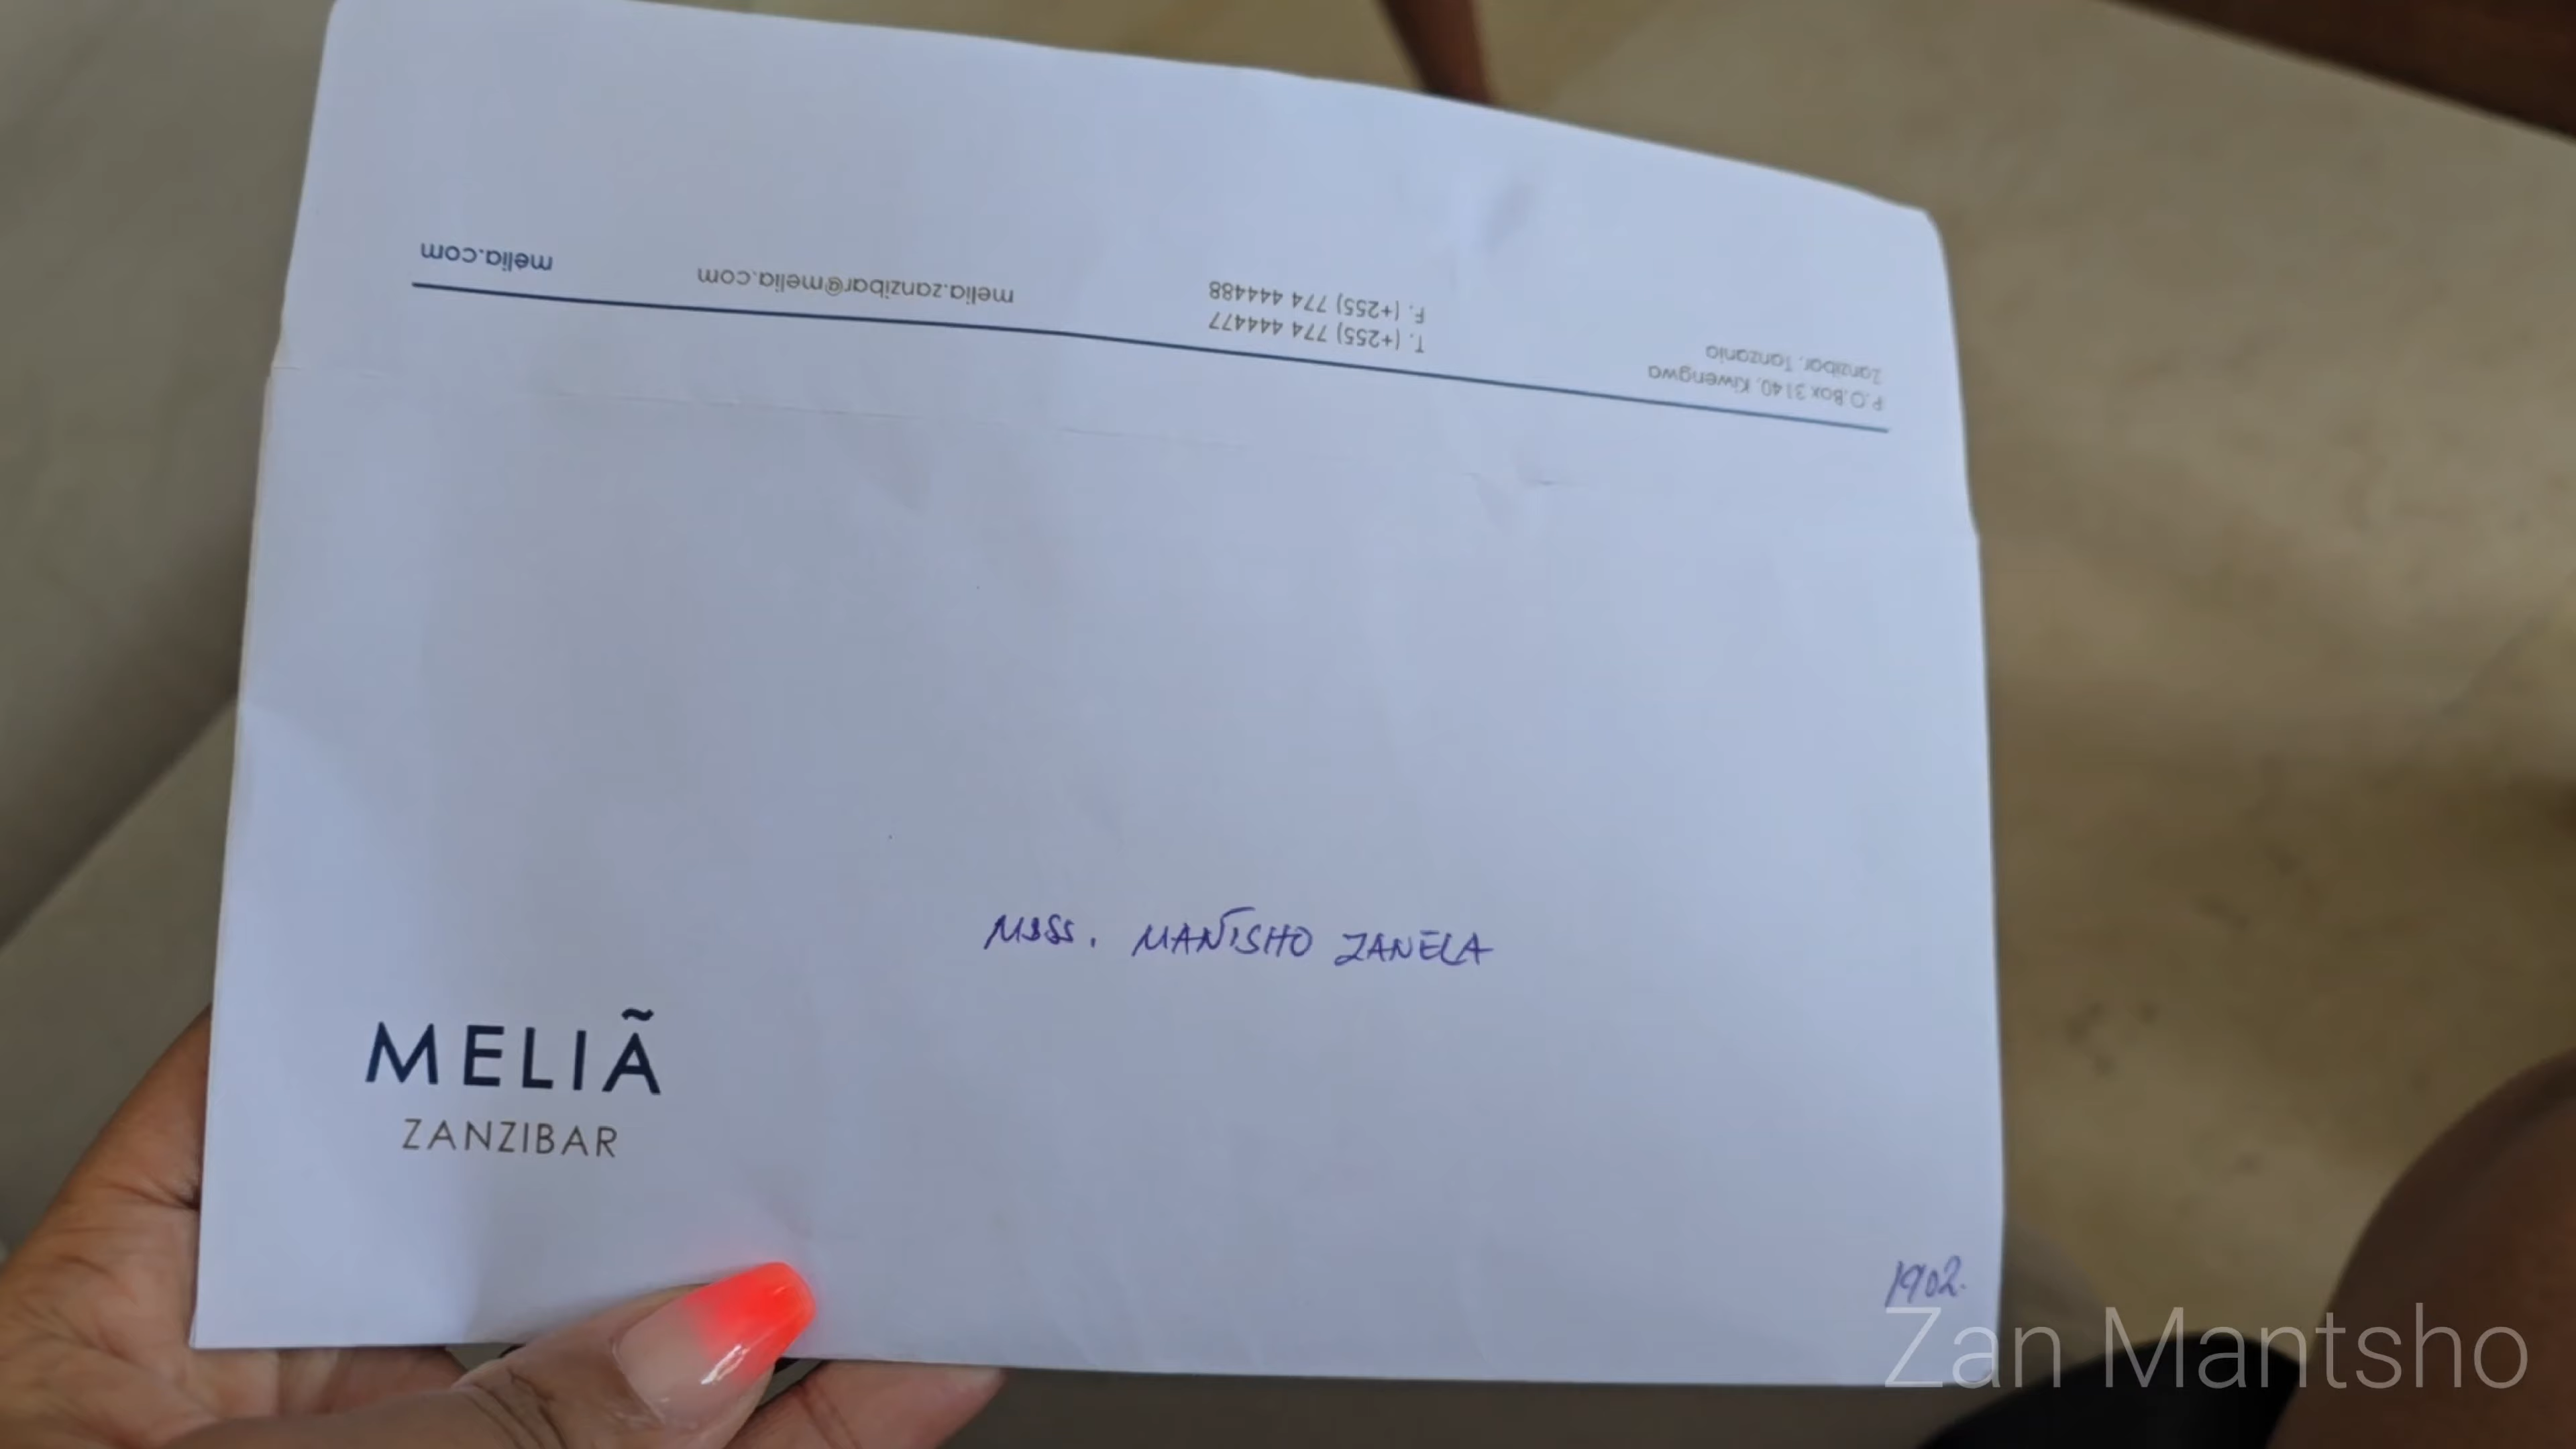 melia.com
melia.zanzibar@melia.com
T. (+255) 774 444477
F. (+255) 774 444488
P.O.Box 3140, Kiwengwa
Zanzibar, Tanzania
MISS. MANTSHO ZANELA
MELIÃ
ZANZIBAR
1902.
Zan Mantsho